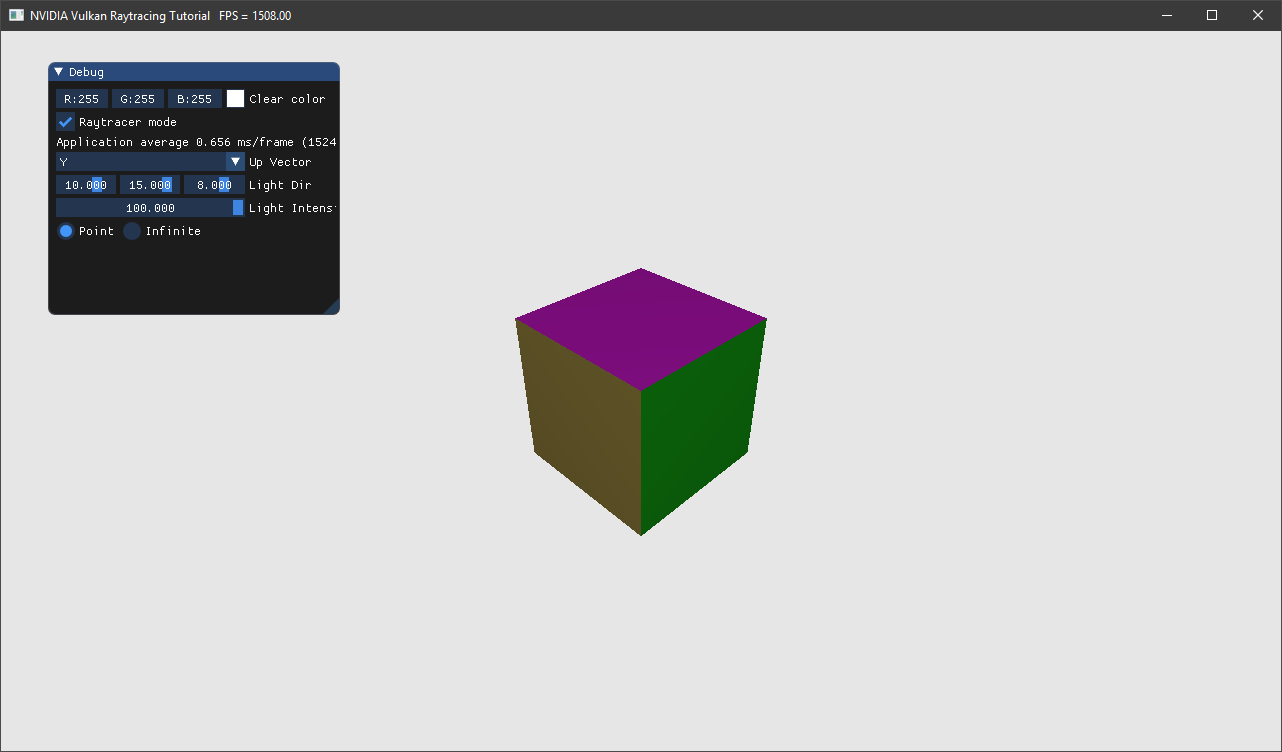 NVIDIA Vulkan Raytracing Tutorial FPS = 1508.00
Debug
R:255 G:255 B:255 Clear color
Raytracer mode
Application average 0.656 ms/frame (1524
Y Up Vector
10.000 15.000 8.000 Light Dir
100.000 Light Intens
Point Infinite